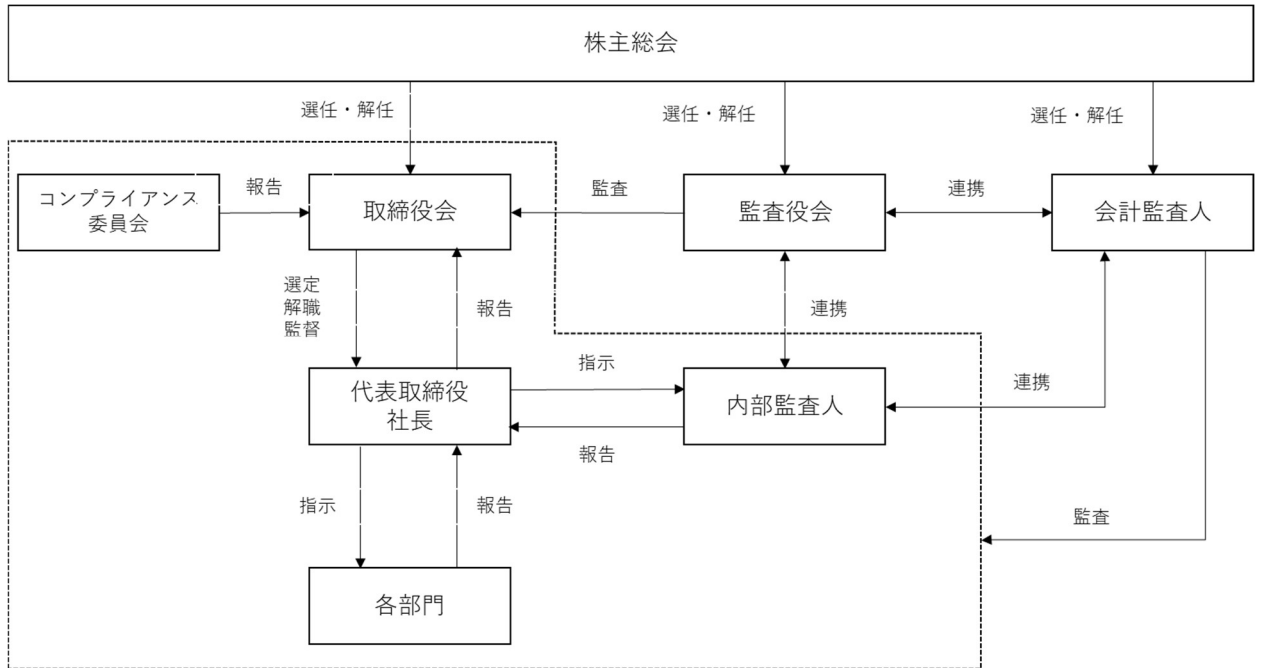 株主総会
選任・解任
選任・解任
選任・解任
コンプライアンス
委員会
報告
取締役会
監査
監査役会
連携
会計監査人
選定
解職
監督
報告
連携
代表取締役
社長
指示
報告
内部監査人
連携
指示
報告
監査
各部門